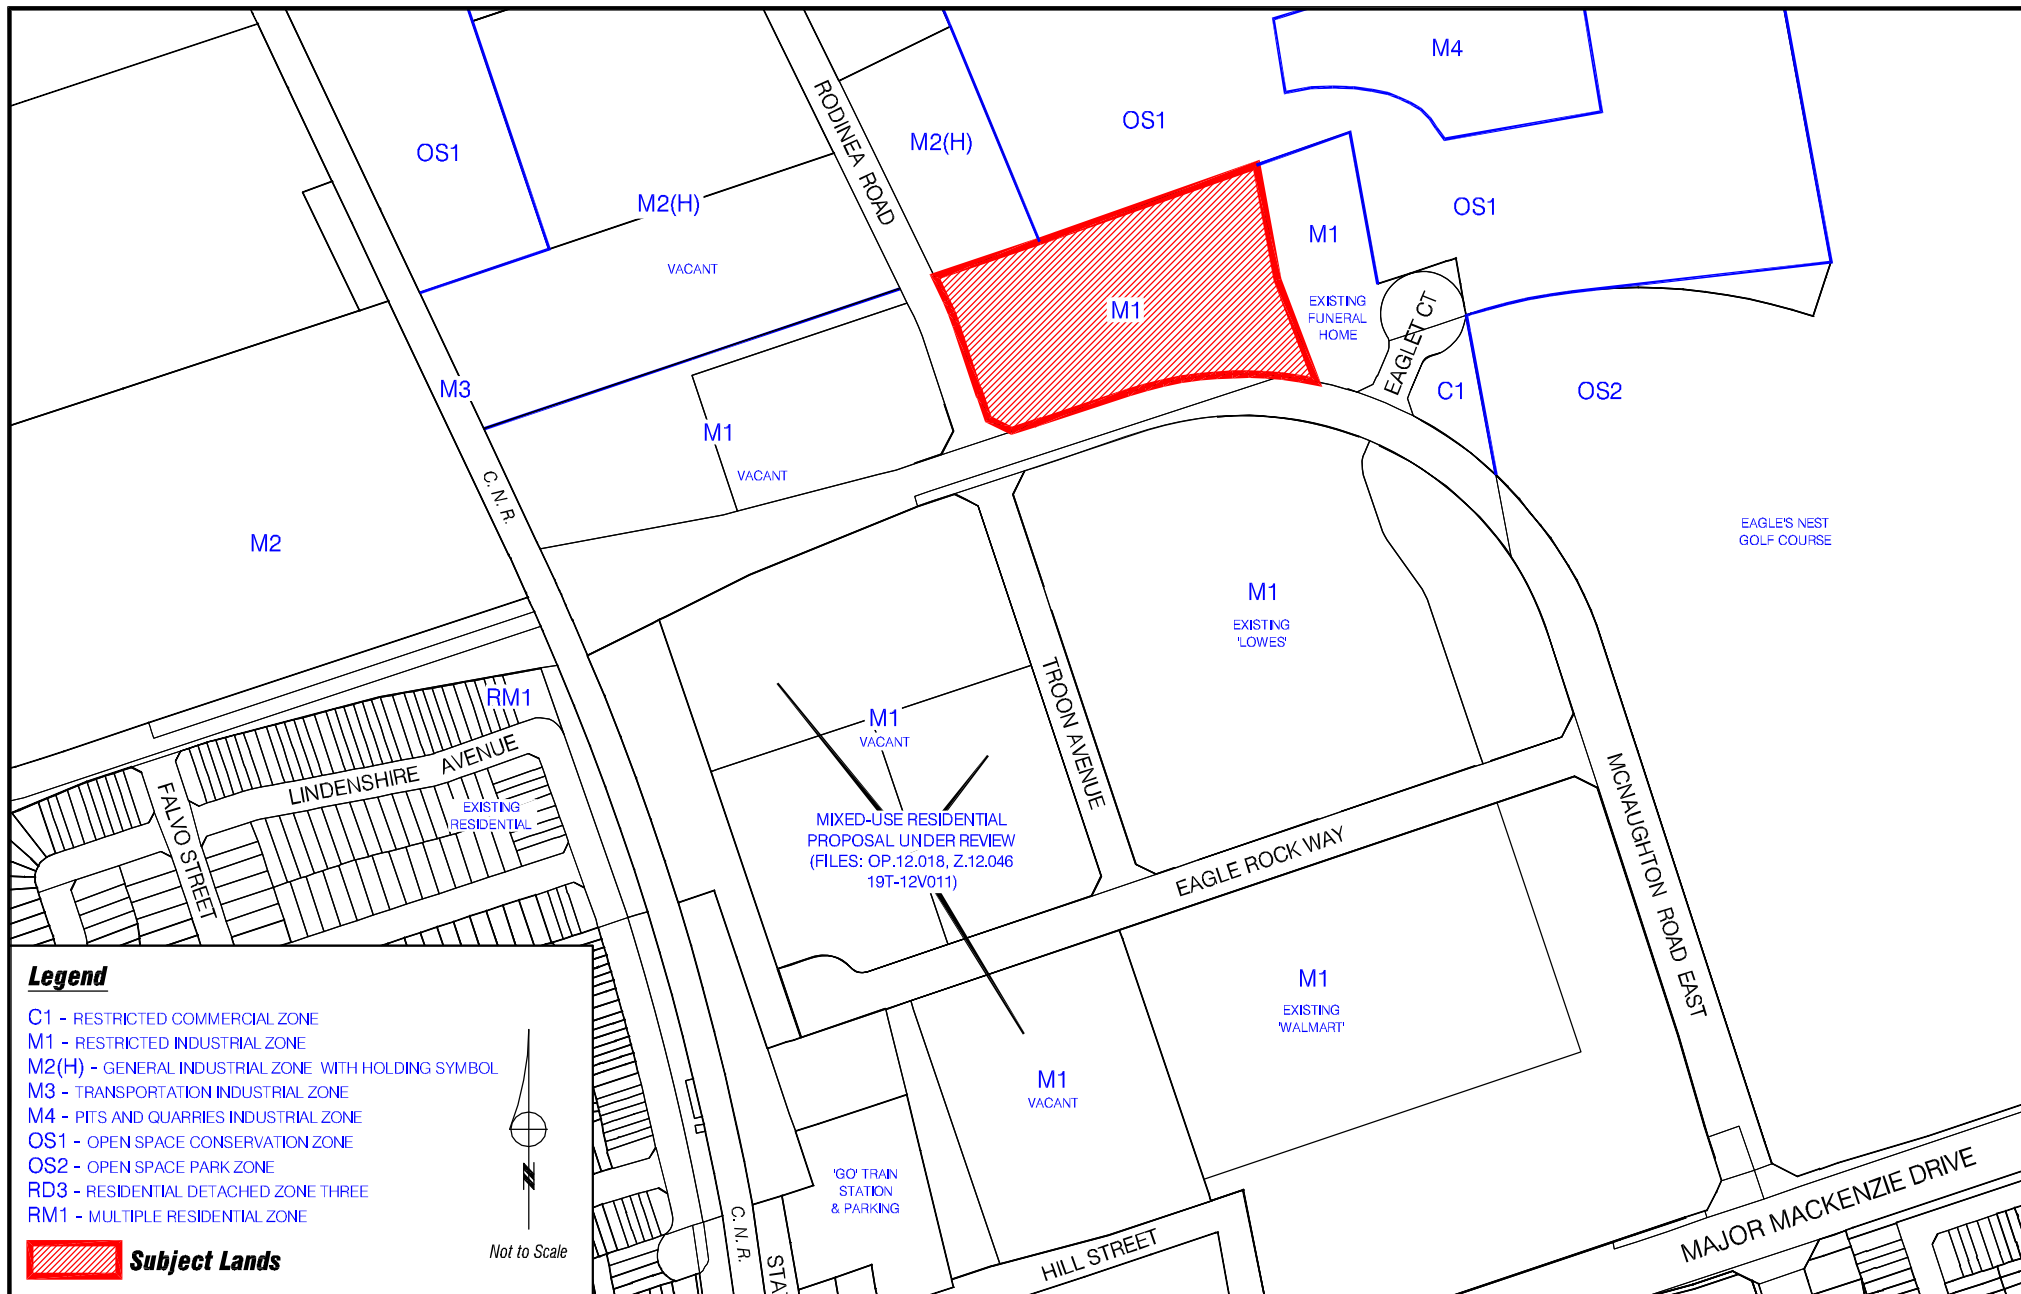 M4
OS1
RODINEA ROAD
M2(H)
OS1
M2(H)
OS1
M1
VACANT
M1
EXISTING
FUNERAL
HOME
EAGLET CT
M3
C1
OS2
M1
VACANT
C. N. R.
M2
EAGLE'S NEST
GOLF COURSE
M1
EXISTING
'LOWES'
TROON AVENUE
RM1
M1
VACANT
LINDENSHIRE AVENUE
FALVO STREET
EXISTING
RESIDENTIAL
MIXED-USE RESIDENTIAL
PROPOSAL UNDER REVIEW
(FILES: OP.12.018, Z.12.046
19T-12V011)
EAGLE ROCK WAY
MCNAUGHTON ROAD EAST
M1
EXISTING
'WALMART'
M1
VACANT
'GO' TRAIN
STATION
& PARKING
C. N. R.
STA
HILL STREET
MAJOR MACKENZIE DRIVE
Legend
C1 - RESTRICTED COMMERCIAL ZONE
M1 - RESTRICTED INDUSTRIAL ZONE
M2(H) - GENERAL INDUSTRIAL ZONE WITH HOLDING SYMBOL
M3 - TRANSPORTATION INDUSTRIAL ZONE
M4 - PITS AND QUARRIES INDUSTRIAL ZONE
OS1 - OPEN SPACE CONSERVATION ZONE
OS2 - OPEN SPACE PARK ZONE
RD3 - RESIDENTIAL DETACHED ZONE THREE
RM1 - MULTIPLE RESIDENTIAL ZONE
N
Not to Scale
Subject Lands